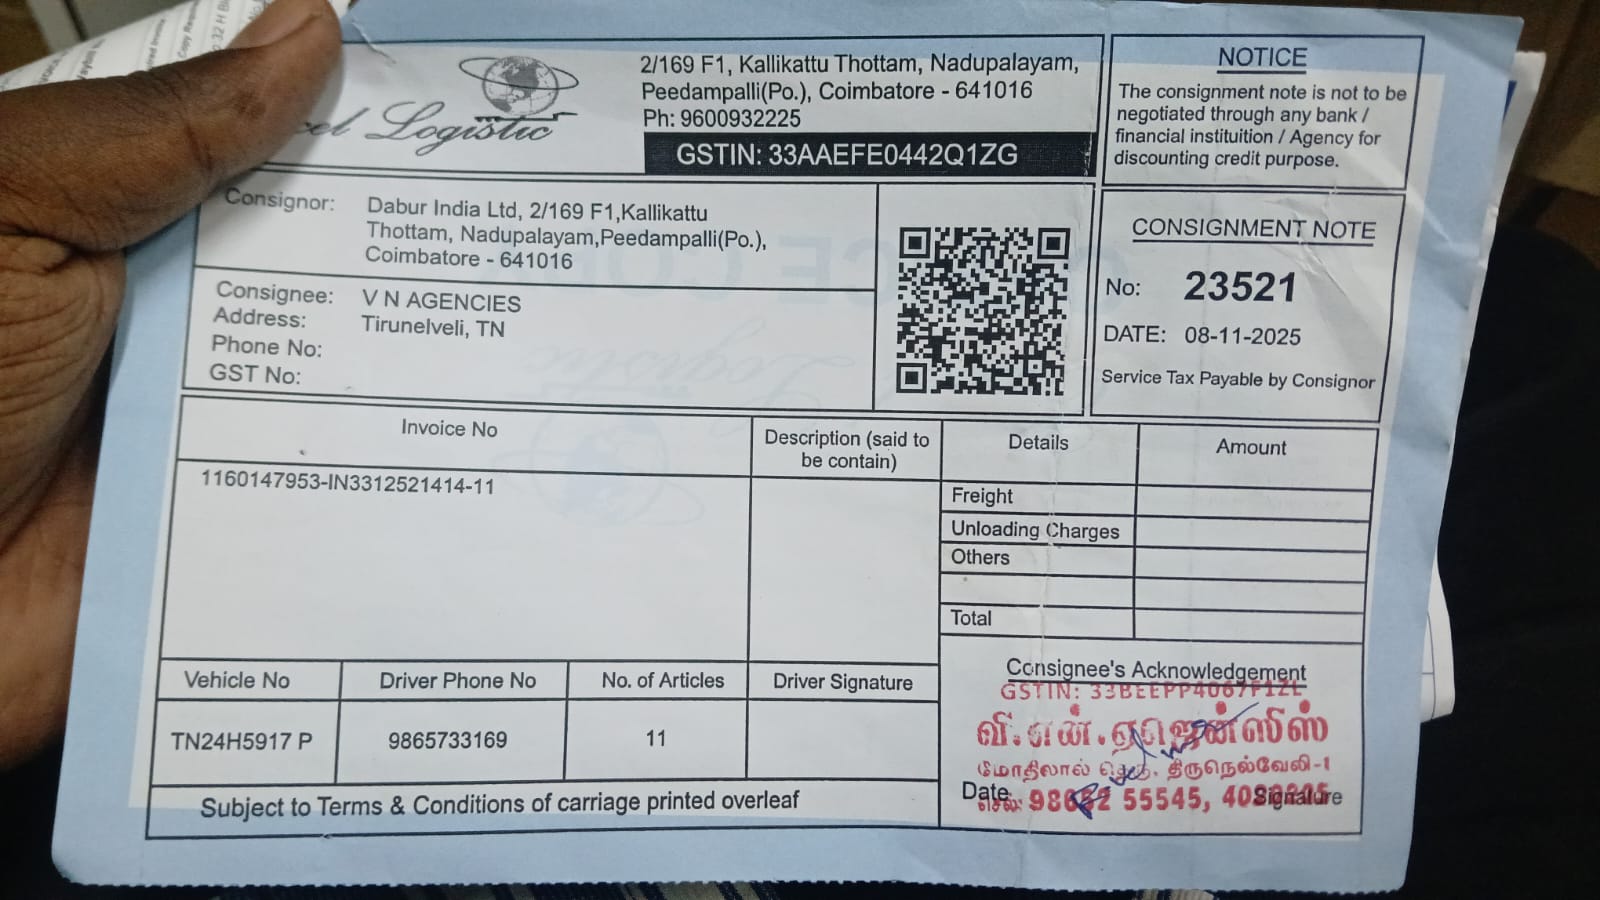 Logistic
2/169 F1, Kallikattu Thottam, Nadupalayam,
Peedampalli(Po.), Coimbatore - 641016
Ph: 9600932225
GSTIN: 33AAEFE0442Q1ZG
NOTICE
The consignment note is not to be
negotiated through any bank /
financial instituition / Agency for
discounting credit purpose.
Consignor: Dabur India Ltd, 2/169 F1,Kallikattu
Thottam, Nadupalayam,Peedampalli(Po.),
Coimbatore - 641016
Consignee: V N AGENCIES
Address: Tirunelveli, TN
Phone No:
GST No:
CONSIGNMENT NOTE
No: 23521
DATE: 08-11-2025
Service Tax Payable by Consignor
Invoice No
Description (said to
be contain)
Details
Amount
1160147953-IN3312521414-11
Freight
Unloading Charges
Others
Total
Vehicle No
Driver Phone No
No. of Articles
Driver Signature
TN24H5917 P
9865733169
11
Subject to Terms & Conditions of carriage printed overleaf
Consignee's Acknowledgement
GSTIN: 33BEEPP4067F1ZL
வி.என்.ஏஜென்ஸிஸ்
மோதிலால் தெரு, திருநெல்வேலி-1
செல்: 55545,
Date
Signature